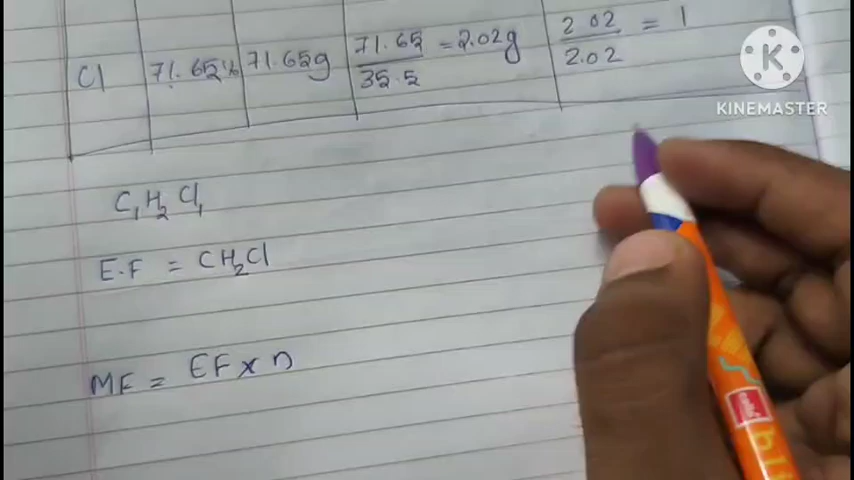 Cl 71.65% 71.65g 71.65/35.5 = 2.02g 2.02/2.02 = 1
C₁H₂Cl₁
E.F = CH₂Cl
MF = EF x n
K
KINEMASTER
cello